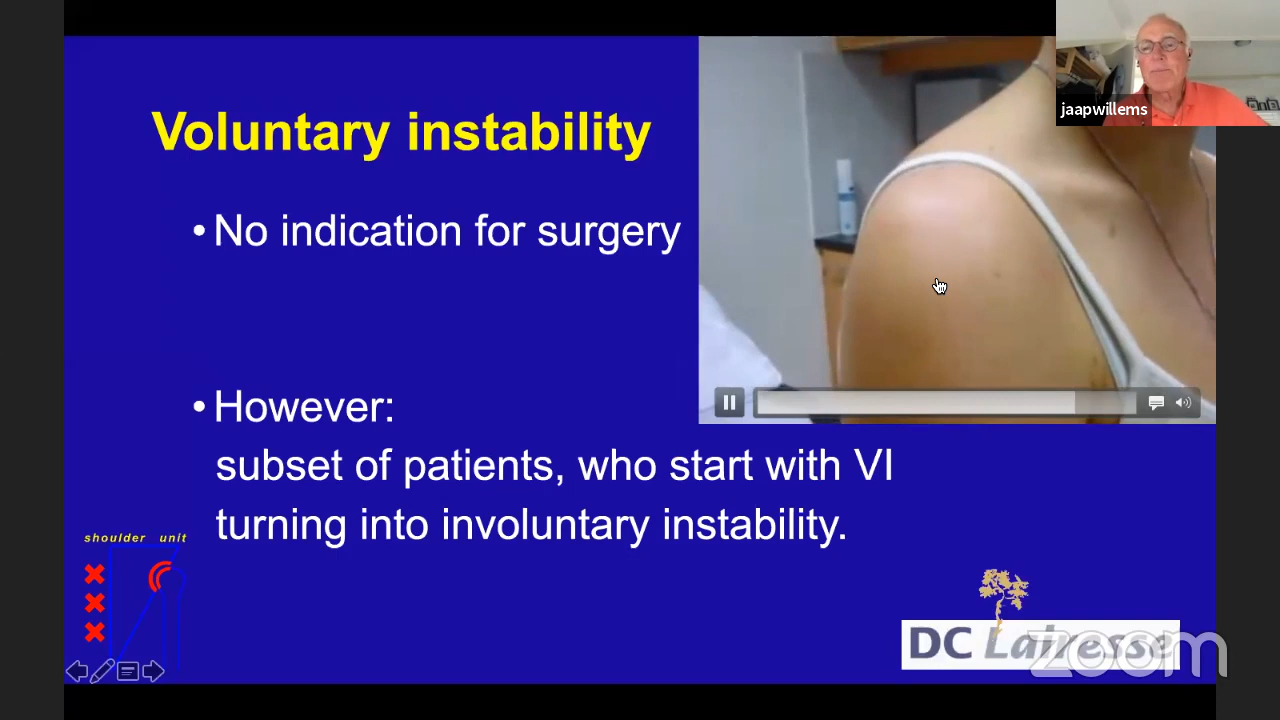 jaapwillems
Voluntary instability
• No indication for surgery
• However:
subset of patients, who start with VI
turning into involuntary instability.
shoulder unit
DC Lairesse
zoom